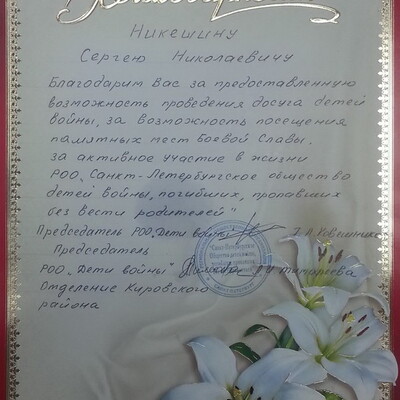 Никешину
Сергею Николаевичу
Благодарим Вас за предоставленную
возможность проведения досуга детей
войны, за возможность посещения
памятных мест Боевой Славы.
за активное участие в жизни
РОО„Санкт-Петербургское общество
детей войны, погибших, пропавших
без вести родителей"
Председатель РОО„Дети войны"
Председатель
РОО„Дети войны"
Отделение Кировского
района